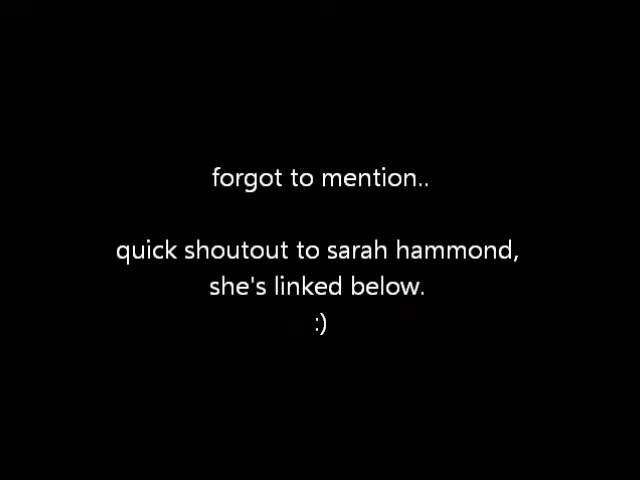 forgot to mention..
quick shoutout to sarah hammond,
she's linked below.
:)